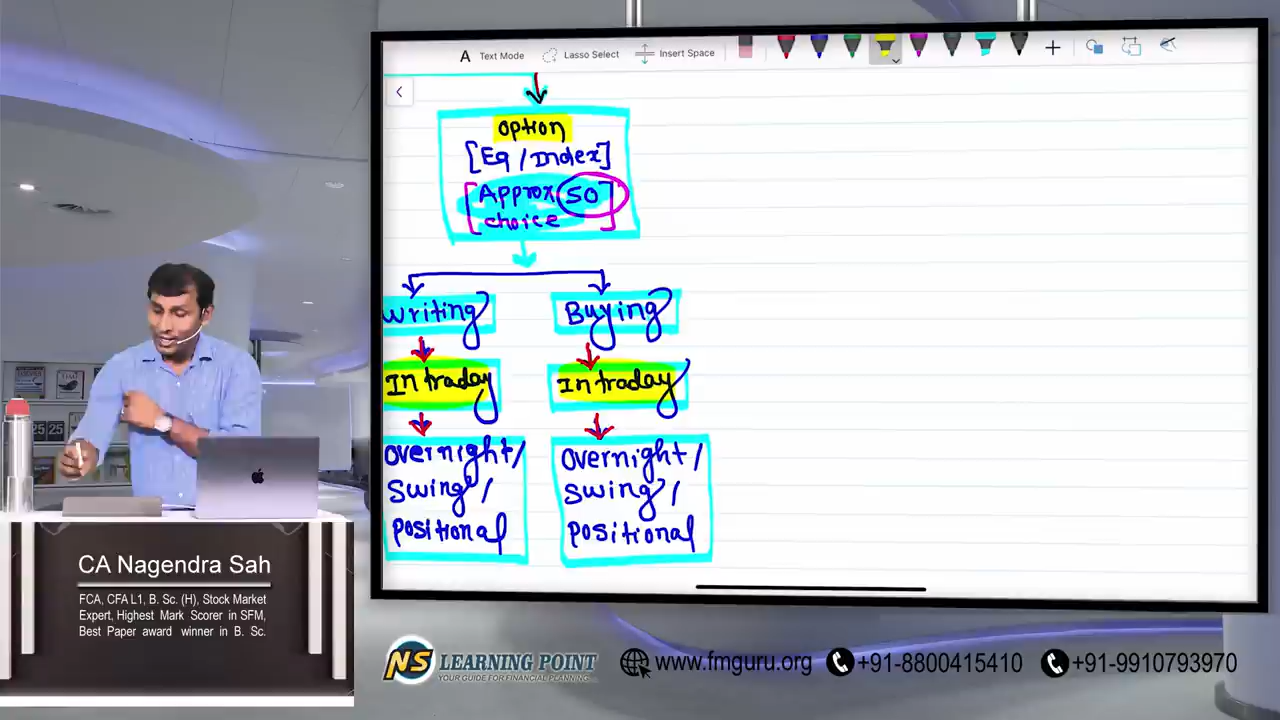 Text Mode
Lasso Select
Insert Space
option
[Eq / Index]
[Approx 50
choice]
writing
Buying
Intraday
Intraday
overnight /
swing /
positional
overnight /
swing /
positional
25 25
CA Nagendra Sah
FCA, CFA L1, B. Sc. (H), Stock Market
Expert, Highest Mark Scorer in SFM,
Best Paper award winner in B. Sc.
NS LEARNING POINT
YOUR GUIDE FOR FINANCIAL PLANNING...
www.fmguru.org
+91-8800415410
+91-9910793970